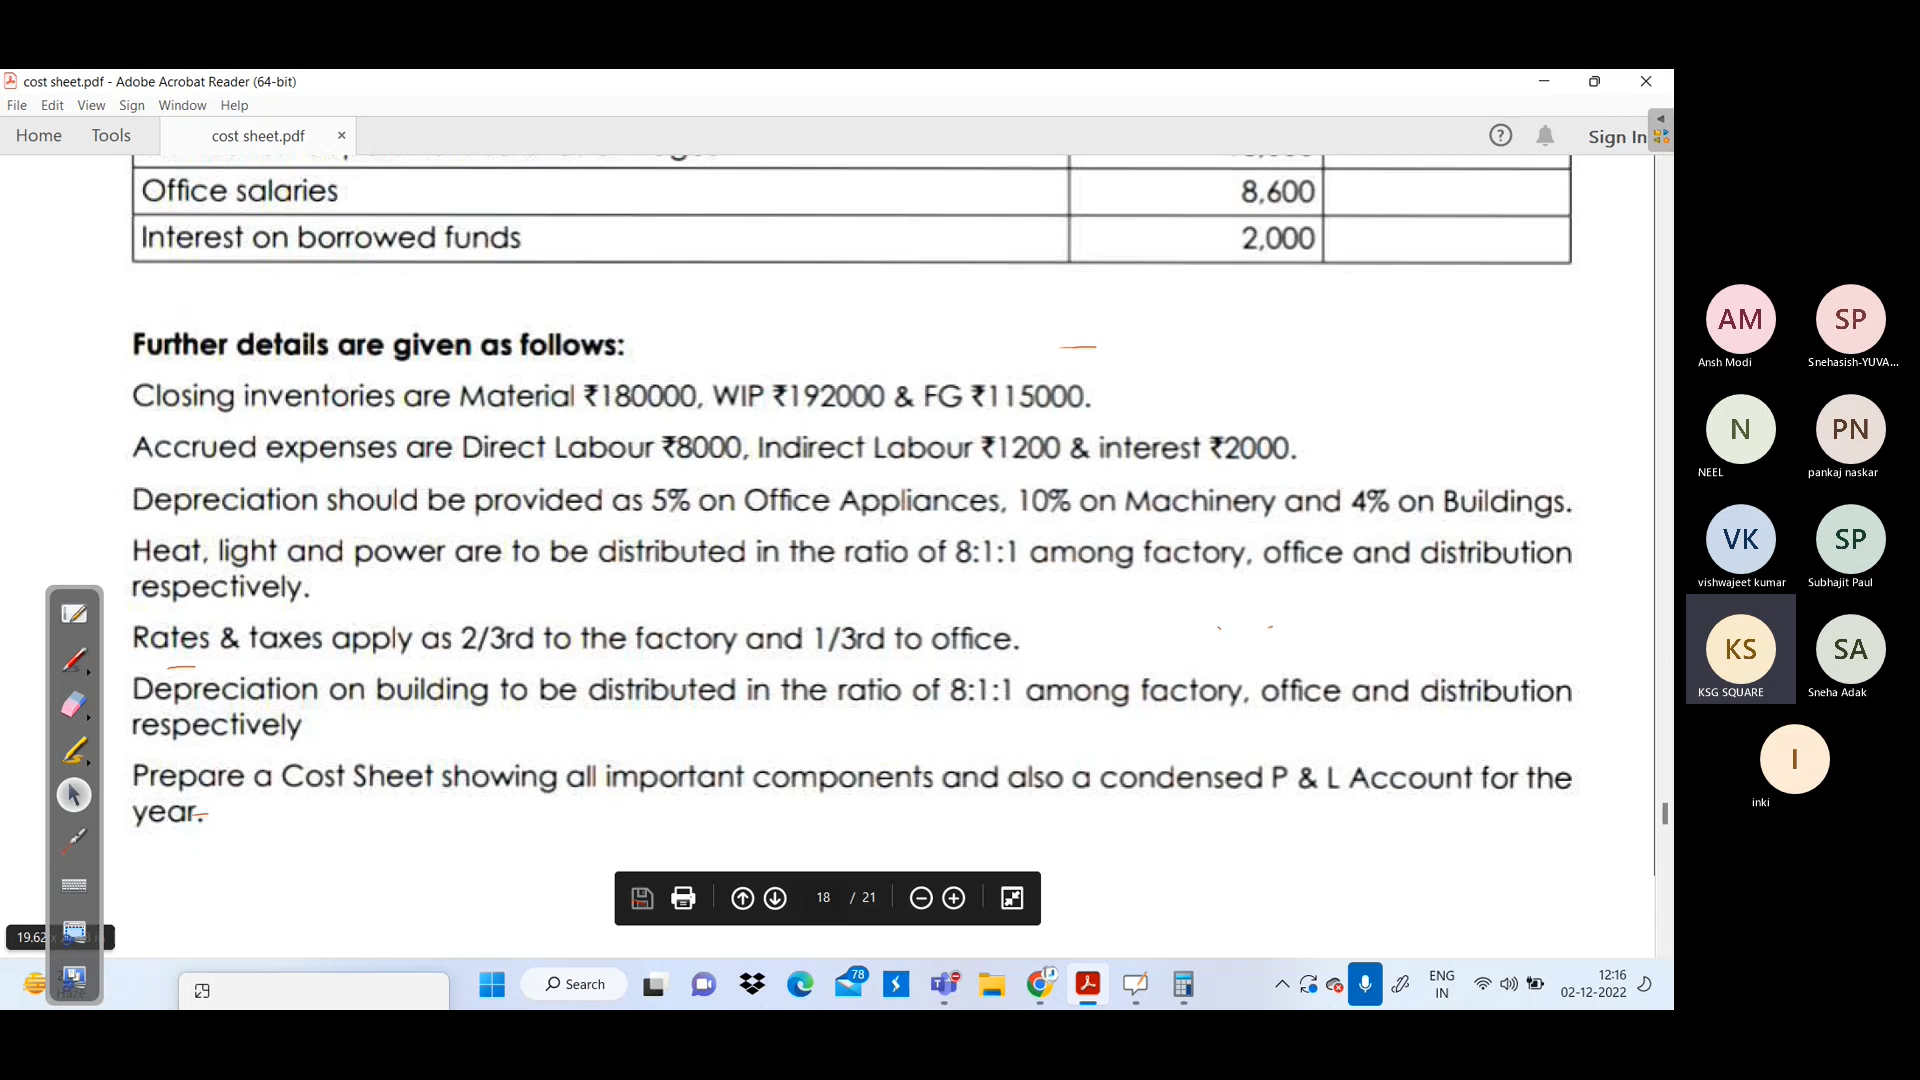 cost sheet.pdf - Adobe Acrobat Reader (64-bit)
File Edit View Sign Window Help
Home Tools cost sheet.pdf Sign In
Office salaries 8,600
Interest on borrowed funds 2,000
Further details are given as follows:
Closing inventories are Material ₹180000, WIP ₹192000 & FG ₹115000.
Accrued expenses are Direct Labour ₹8000, Indirect Labour ₹1200 & interest ₹2000.
Depreciation should be provided as 5% on Office Appliances, 10% on Machinery and 4% on Buildings.
Heat, light and power are to be distributed in the ratio of 8:1:1 among factory, office and distribution
respectively.
Rates & taxes apply as 2/3rd to the factory and 1/3rd to office.
Depreciation on building to be distributed in the ratio of 8:1:1 among factory, office and distribution
respectively
Prepare a Cost Sheet showing all important components and also a condensed P & L Account for the
year.
18 / 21
19.62 x
Haze
Search
78
ENG
IN
12:16
02-12-2022
AM SP
Ansh Modi Snehasish-YUVA...
N PN
NEEL pankaj naskar
VK SP
vishwajeet kumar Subhajit Paul
KS SA
KSG SQUARE Sneha Adak
I
inki